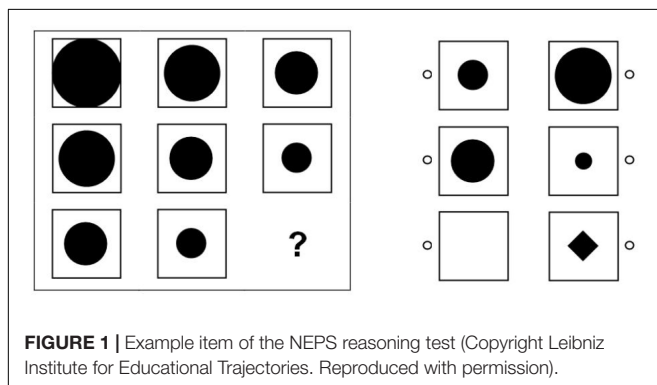 ?
FIGURE 1 | Example item of the NEPS reasoning test (Copyright Leibniz
Institute for Educational Trajectories. Reproduced with permission).